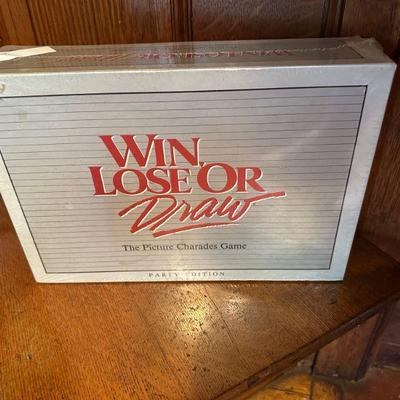 WIN,
LOSE OR
Draw
The Picture Charades Game
PARTY EDITION